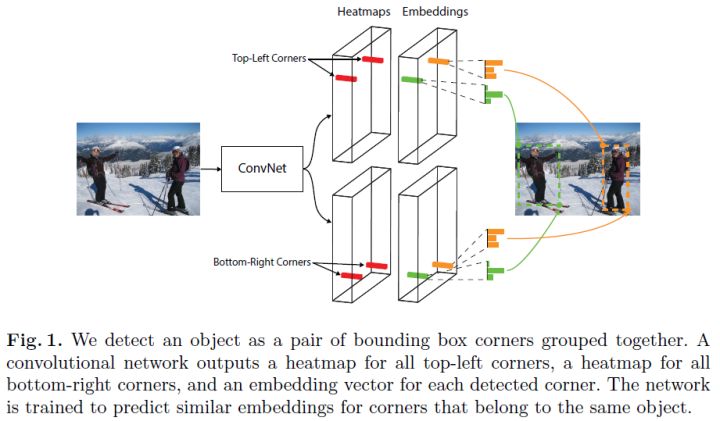 Heatmaps Embeddings
Top-Left Corners
ConvNet
Bottom-Right Corners
Fig. 1. We detect an object as a pair of bounding box corners grouped together. A
convolutional network outputs a heatmap for all top-left corners, a heatmap for all
bottom-right corners, and an embedding vector for each detected corner. The network
is trained to predict similar embeddings for corners that belong to the same object.